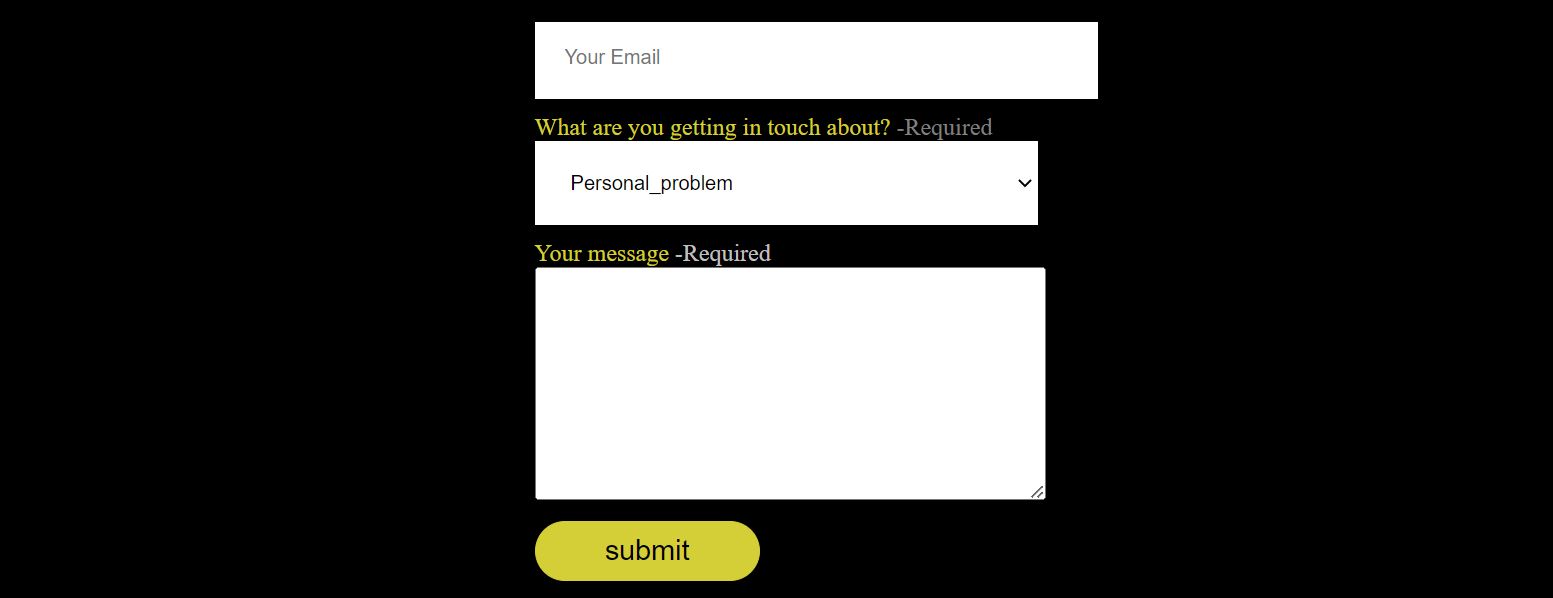 Your Email
What are you getting in touch about? -Required
Personal_problem
Your message -Required
submit